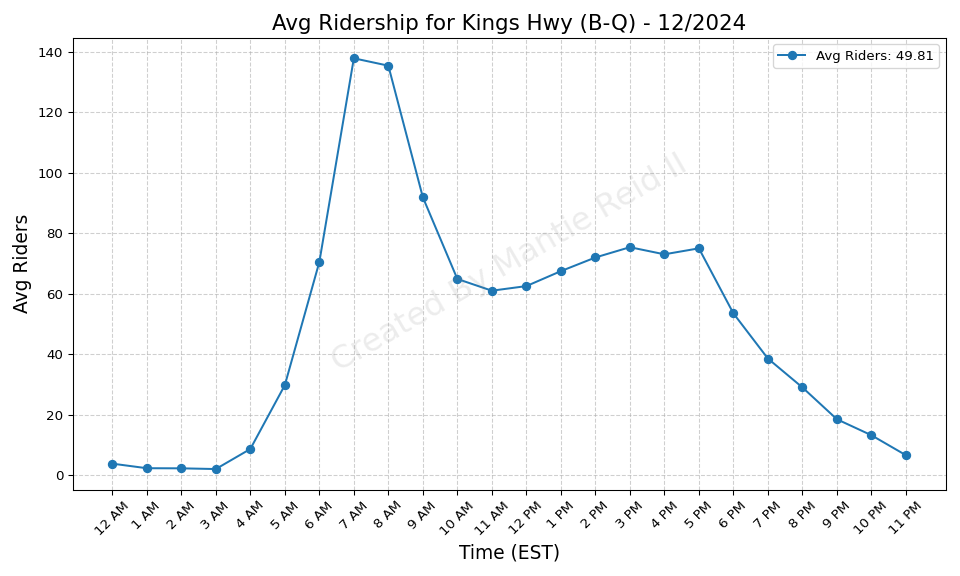 Avg Ridership for Kings Hwy (B-Q) - 12/2024
Avg Riders: 49.81
Avg Riders
140
120
100
80
60
40
20
0
Created By Mantie Reid II
12 AM
1 AM
2 AM
3 AM
4 AM
5 AM
6 AM
7 AM
8 AM
9 AM
10 AM
11 AM
12 PM
1 PM
2 PM
3 PM
4 PM
5 PM
6 PM
7 PM
8 PM
9 PM
10 PM
11 PM
Time (EST)